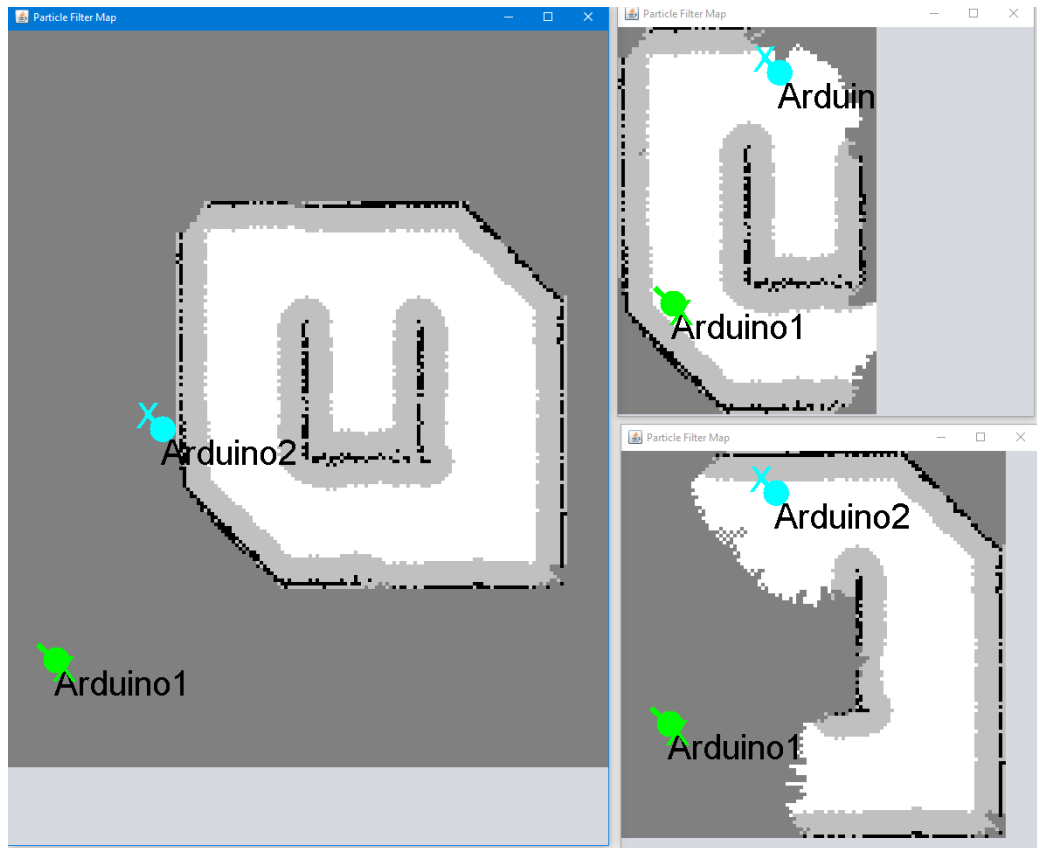 Particle Filter Map
X
Arduino2
Arduino1
Particle Filter Map
X
Arduin
Arduino1
Particle Filter Map
X
Arduino2
Arduino1